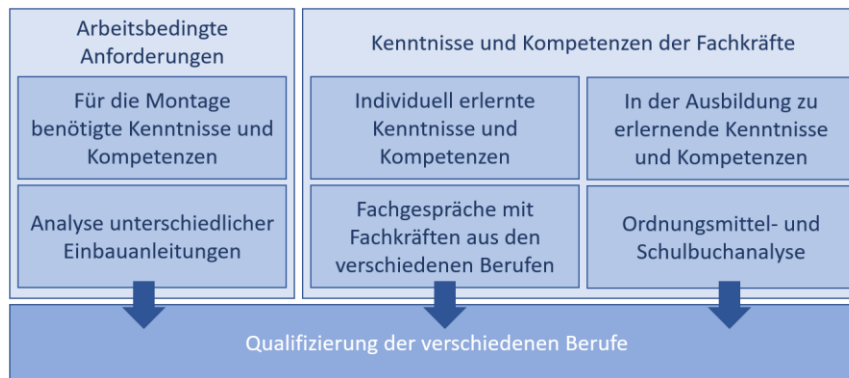 Arbeitsbedingte
Anforderungen
Für die Montage
benötigte Kenntnisse und
Kompetenzen
Analyse unterschiedlicher
Einbauanleitungen
Kenntnisse und Kompetenzen der Fachkräfte
Individuell erlernte
Kenntnisse und
Kompetenzen
Fachgespräche mit
Fachkräften aus den
verschiedenen Berufen
In der Ausbildung zu
erlernende Kenntnisse
und Kompetenzen
Ordnungsmittel- und
Schulbuchanalyse
Qualifizierung der verschiedenen Berufe